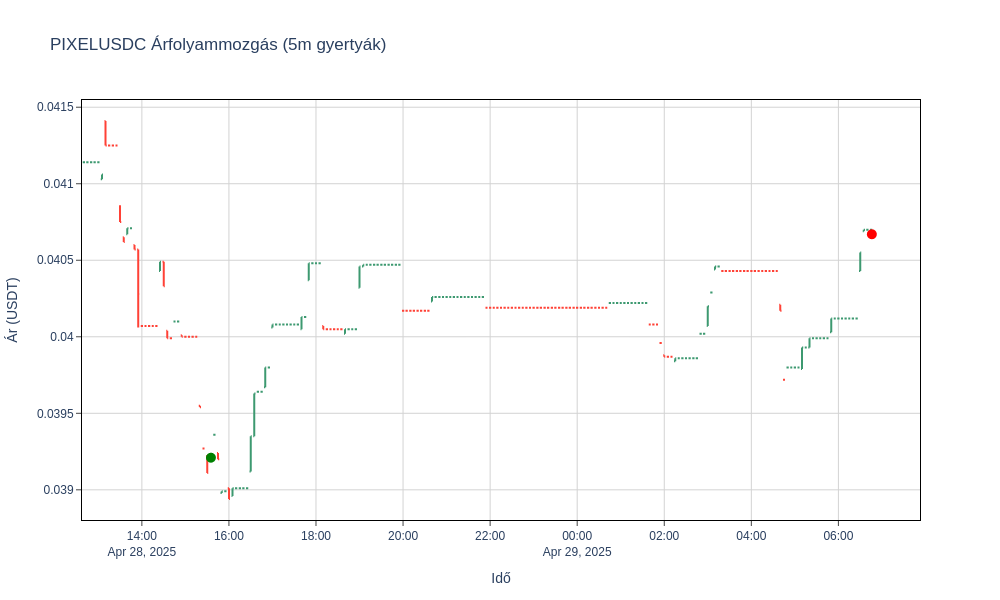 PIXELUSDC Árfolyammozgás (5m gyertyák)
0.0415
0.041
0.0405
0.04
0.0395
0.039
Ár (USDT)
14:00 16:00 18:00 20:00 22:00 00:00 02:00 04:00 06:00
Apr 28, 2025 Apr 29, 2025
Idő